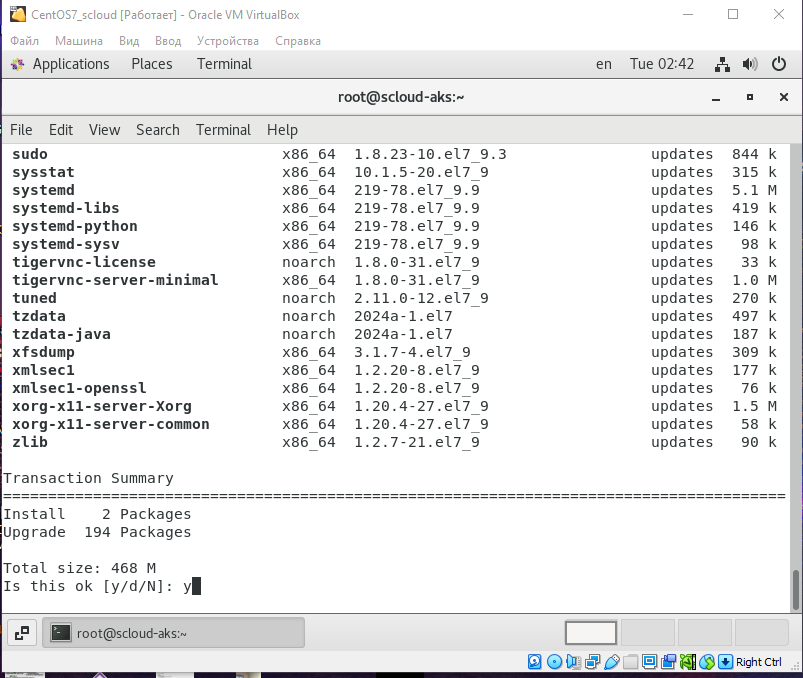 CentOS7_scloud [Работает] - Oracle VM VirtualBox
Файл Машина Вид Ввод Устройства Справка
Applications Places Terminal en Tue 02:42
root@scloud-aks:~
File Edit View Search Terminal Help
sudo x86_64 1.8.23-10.el7_9.3 updates 844 k
sysstat x86_64 10.1.5-20.el7_9 updates 315 k
systemd x86_64 219-78.el7_9.9 updates 5.1 M
systemd-libs x86_64 219-78.el7_9.9 updates 419 k
systemd-python x86_64 219-78.el7_9.9 updates 146 k
systemd-sysv x86_64 219-78.el7_9.9 updates 98 k
tigervnc-license noarch 1.8.0-31.el7_9 updates 33 k
tigervnc-server-minimal x86_64 1.8.0-31.el7_9 updates 1.0 M
tuned noarch 2.11.0-12.el7_9 updates 270 k
tzdata noarch 2024a-1.el7 updates 497 k
tzdata-java noarch 2024a-1.el7 updates 187 k
xfsdump x86_64 3.1.7-4.el7_9 updates 309 k
xmlsec1 x86_64 1.2.20-8.el7_9 updates 177 k
xmlsec1-openssl x86_64 1.2.20-8.el7_9 updates 76 k
xorg-x11-server-Xorg x86_64 1.20.4-27.el7_9 updates 1.5 M
xorg-x11-server-common x86_64 1.20.4-27.el7_9 updates 58 k
zlib x86_64 1.2.7-21.el7_9 updates 90 k
Transaction Summary
=======================================================================================
Install 2 Packages
Upgrade 194 Packages
Total size: 468 M
Is this ok [y/d/N]: y
root@scloud-aks:~
Right Ctrl